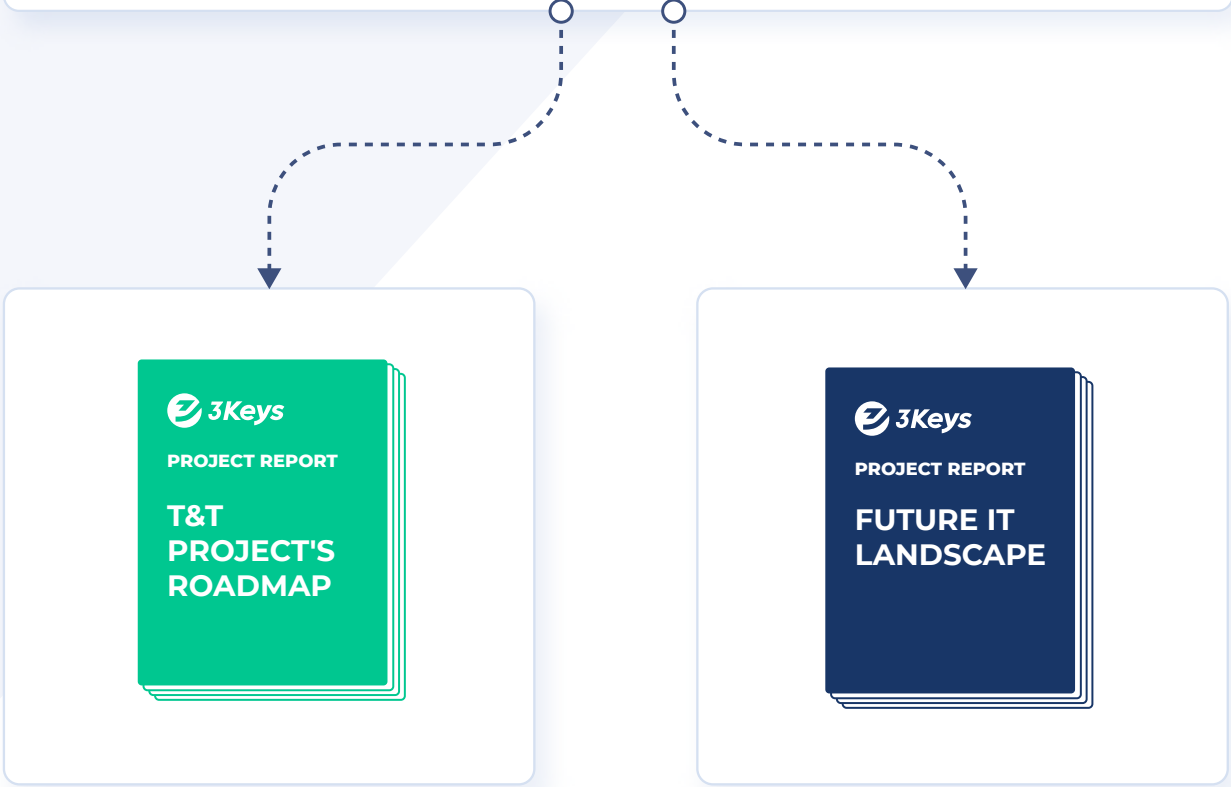 3Keys
PROJECT REPORT
T&T
PROJECT'S
ROADMAP
3Keys
PROJECT REPORT
FUTURE IT
LANDSCAPE